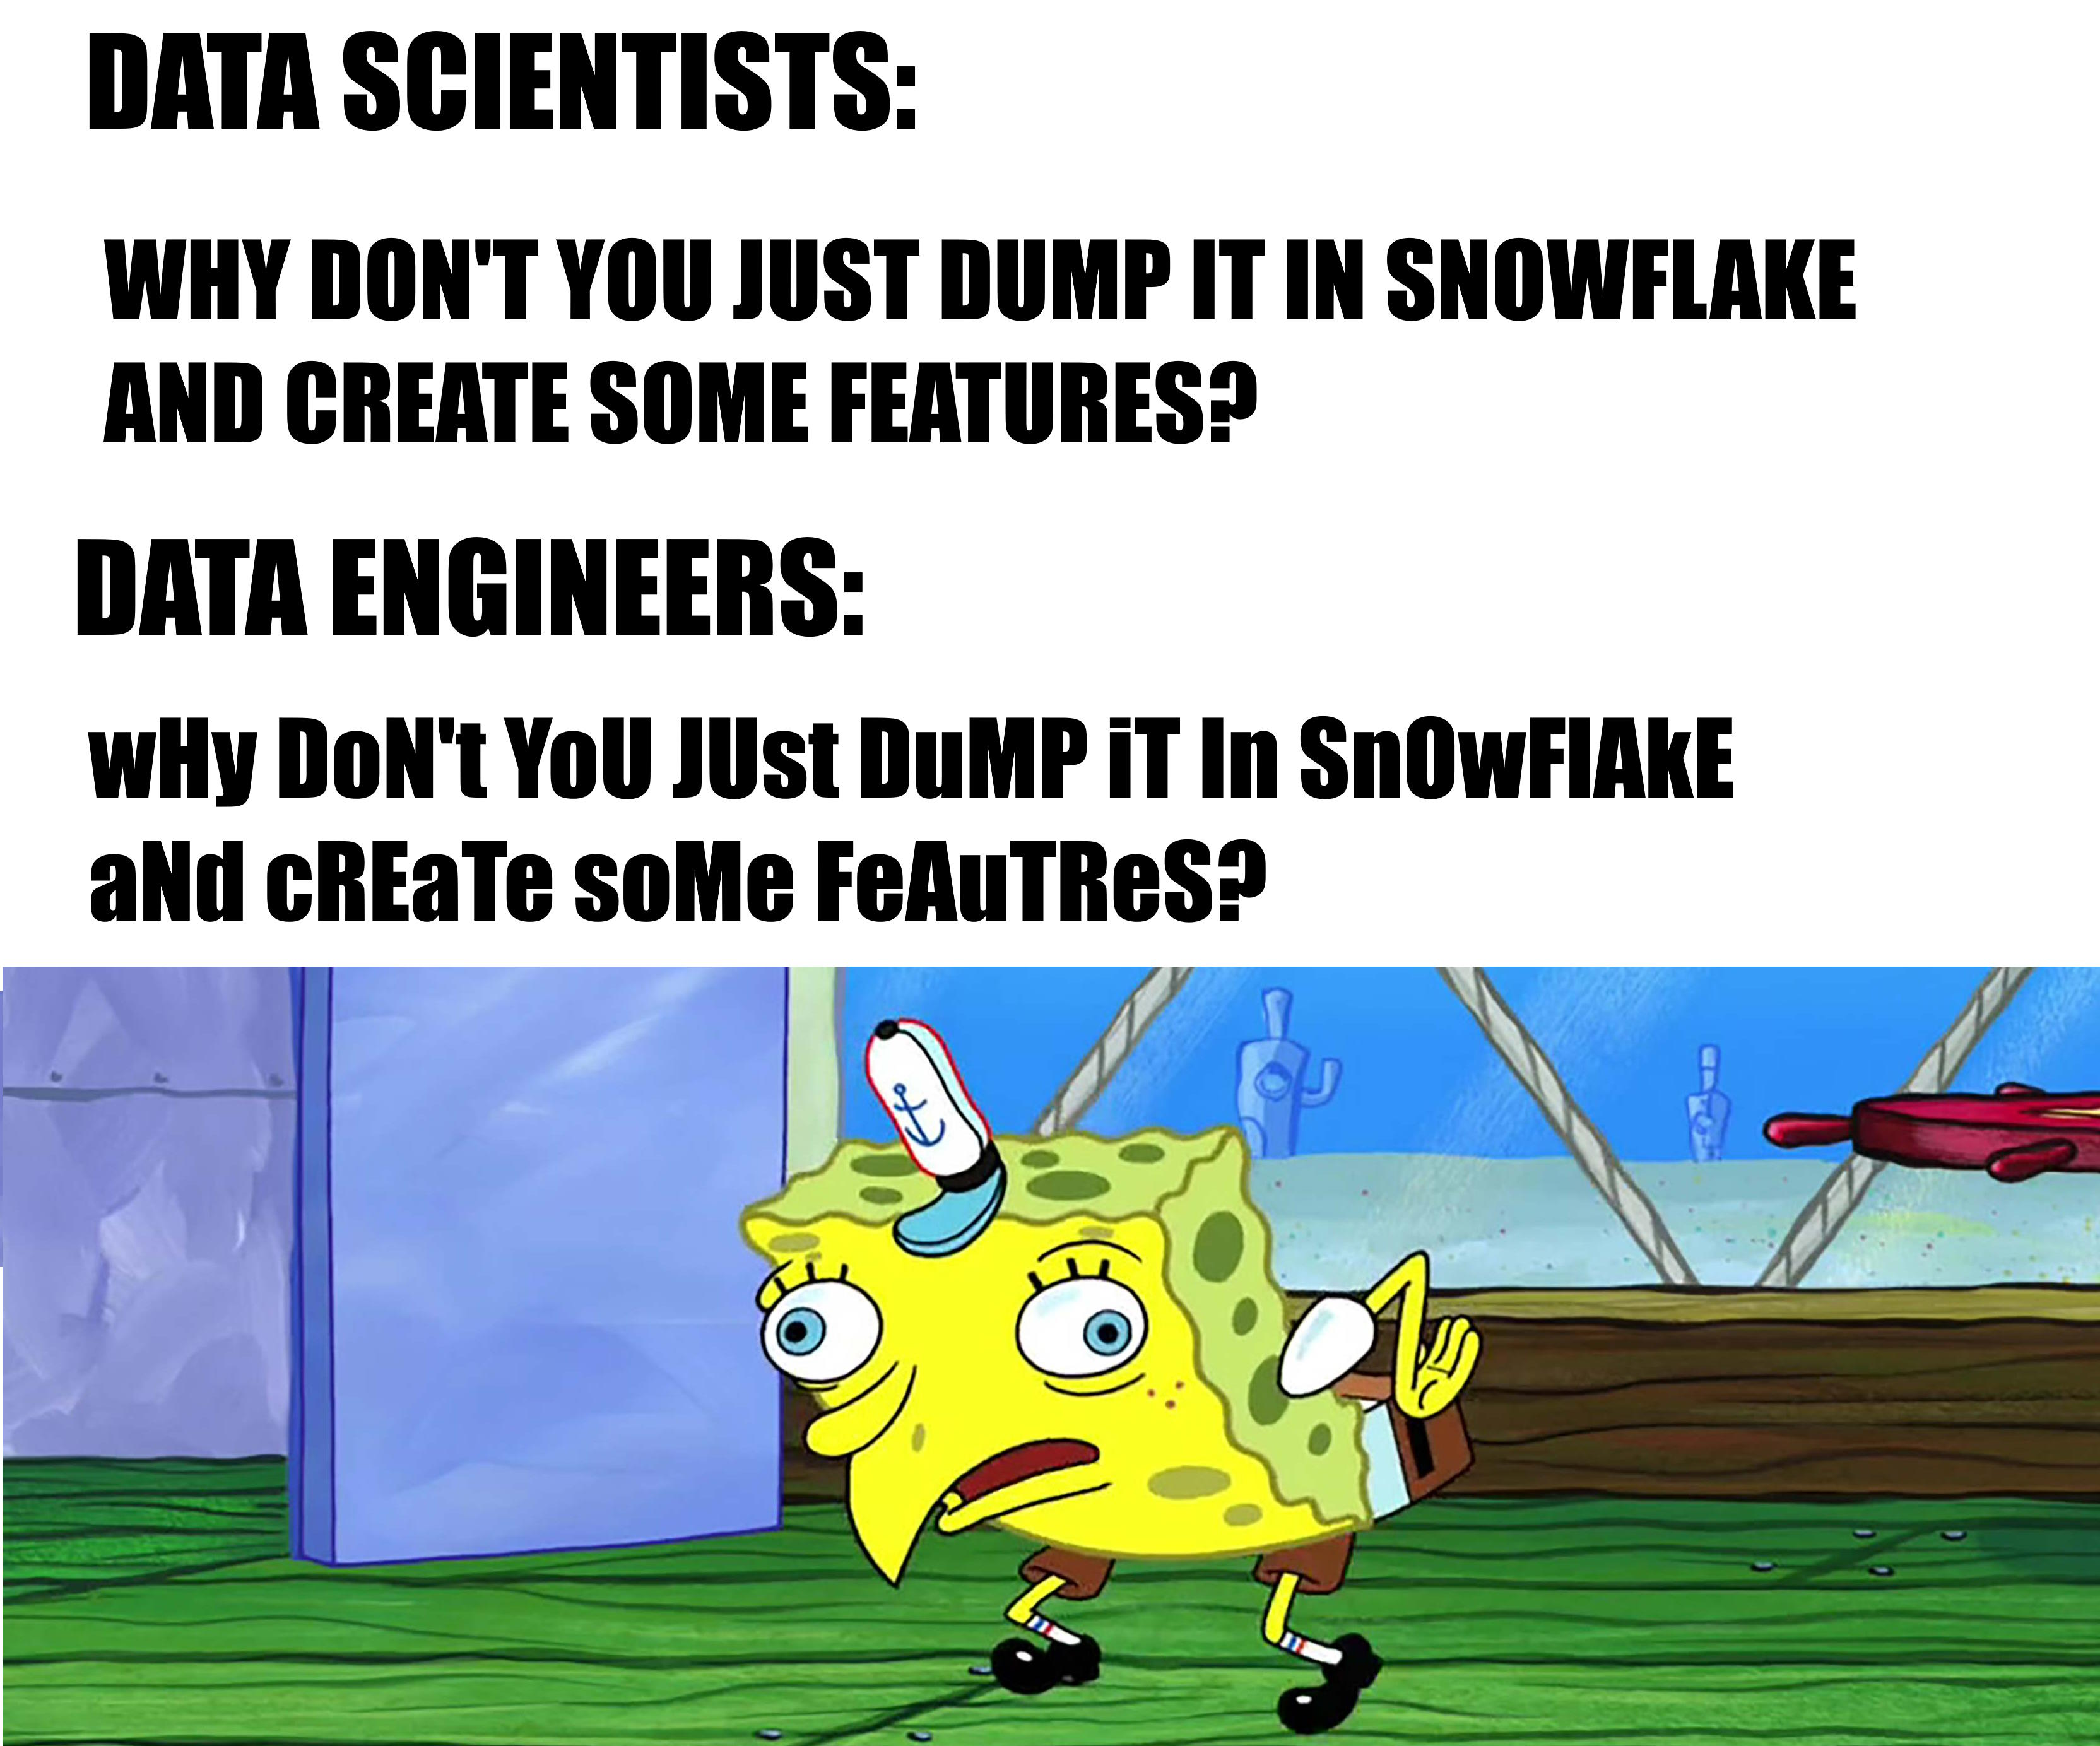 DATA SCIENTISTS:
WHY DON'T YOU JUST DUMP IT IN SNOWFLAKE
AND CREATE SOME FEATURES?
DATA ENGINEERS:
wHy DoN't YoU JUst DuMP iT In SnOwFlAkE
aNd cREaTe soMe FeAuTReS?